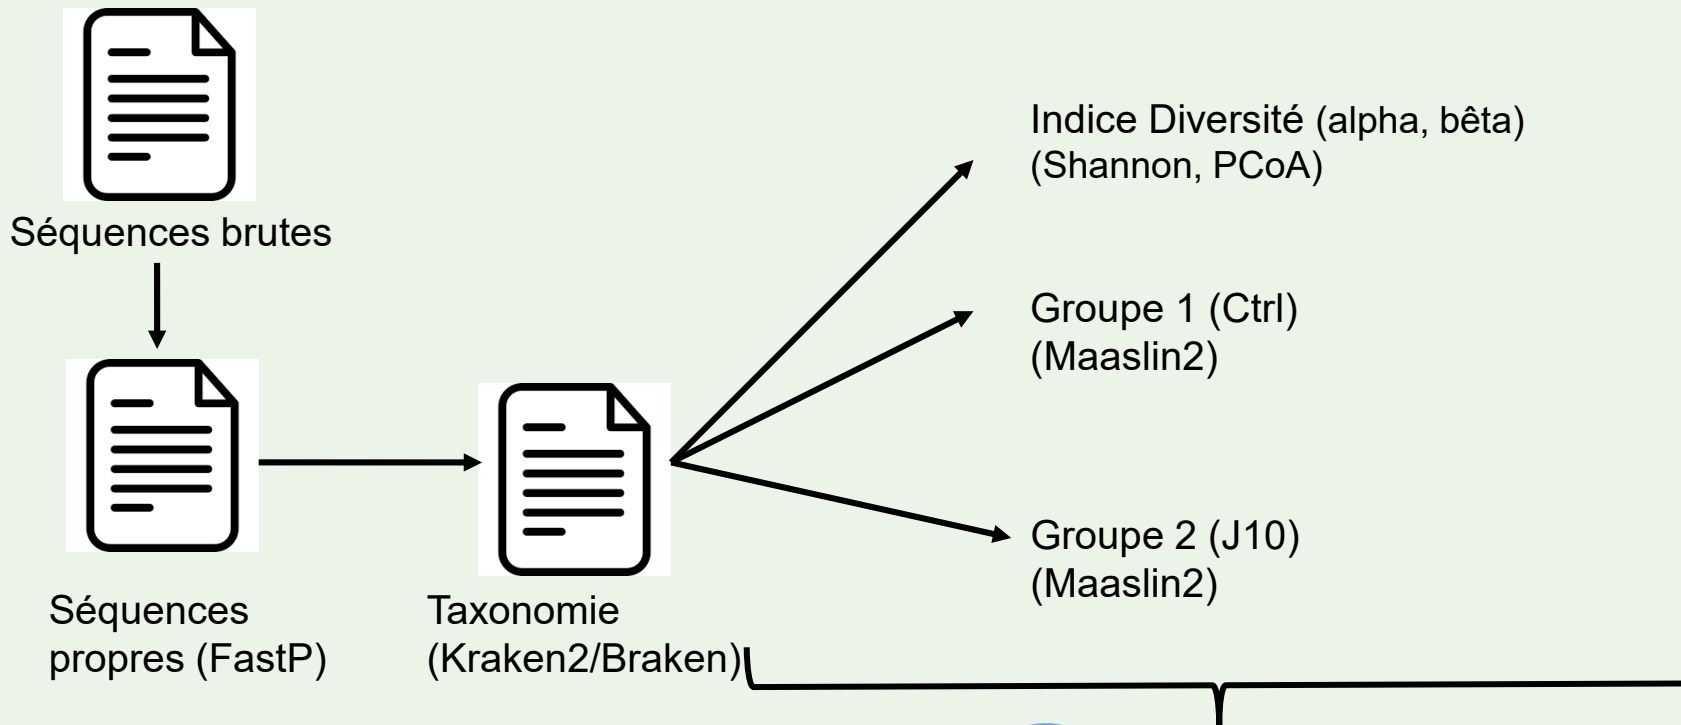 Séquences brutes
Séquences
propres (FastP)
Taxonomie
(Kraken2/Braken)
Indice Diversité (alpha, bêta)
(Shannon, PCoA)
Groupe 1 (Ctrl)
(Maaslin2)
Groupe 2 (J10)
(Maaslin2)